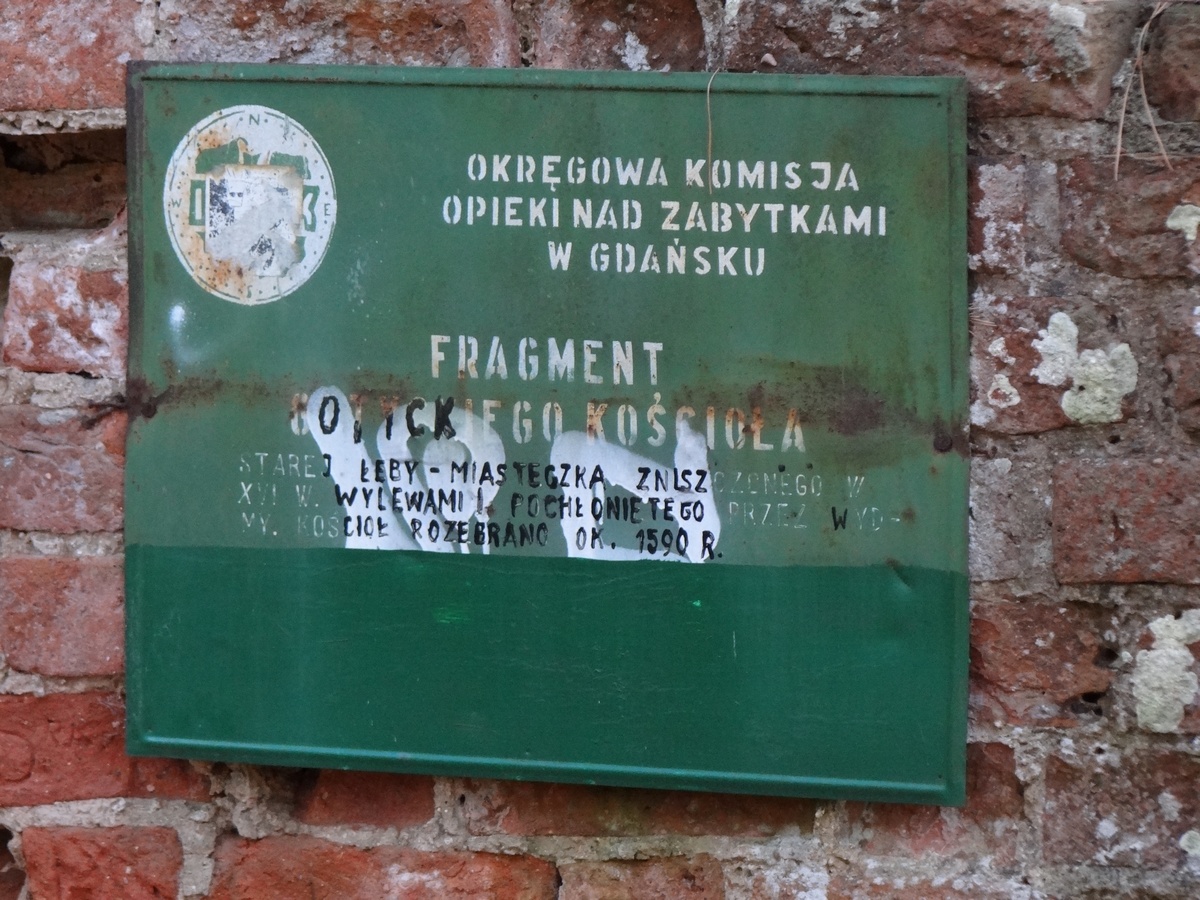 N
W E
OKRĘGOWA KOMISJA
OPIEKI NAD ZABYTKAMI
W GDAŃSKU
FRAGMENT
GOTYCKIEGO KOŚCIOŁA
STAREJ ŁEBY - MIASTECZKA ZNISZCZONEGO W
XVI W. WYLEWAMI I POCHŁONIETEGO PRZEZ WYD-
MY. KOŚCIOŁ ROZEBRANO OK. 1590 R.